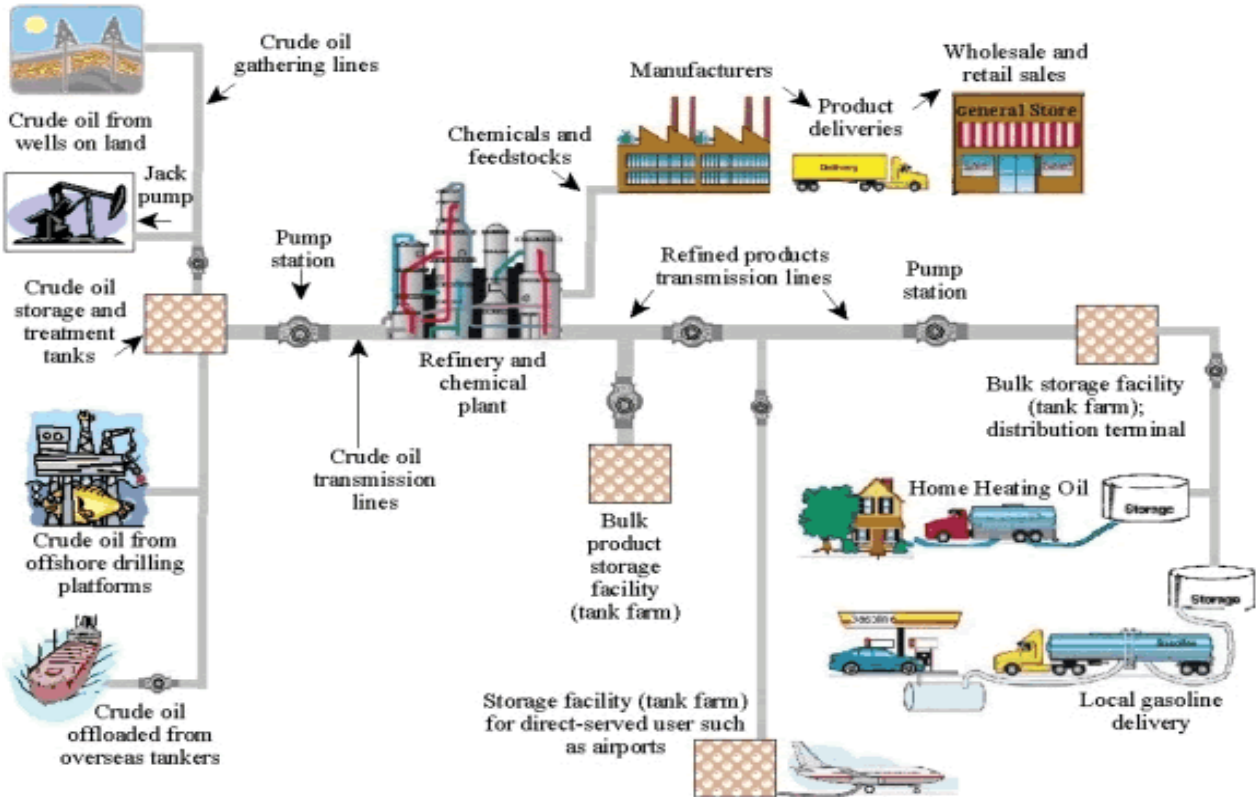 Crude oil
gathering lines
Crude oil from
wells on land
Jack
pump
Crude oil
storage and
treatment
tanks
Pump
station
Chemicals and
feedstocks
Manufacturers
Product
deliveries
Delivery
Wholesale and
retail sales
General Store
Refined products
transmission lines
Pump
station
Refinery and
chemical
plant
Crude oil
transmission
lines
Bulk
product
storage
facility
(tank farm)
Bulk storage facility
(tank farm);
distribution terminal
Home Heating Oil
Storage
Storage
Crude oil from
offshore drilling
platforms
Crude oil
offloaded from
overseas tankers
Storage facility (tank farm)
for direct-served user such
as airports
Local gasoline
delivery